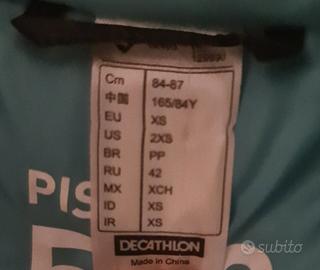 Cm 84-87
中国 165/84Y
EU XS
US 2XS
BR PP
RU 42
MX XCH
ID XS
IR XS
DECATHLON
Made in China
PIS
subito